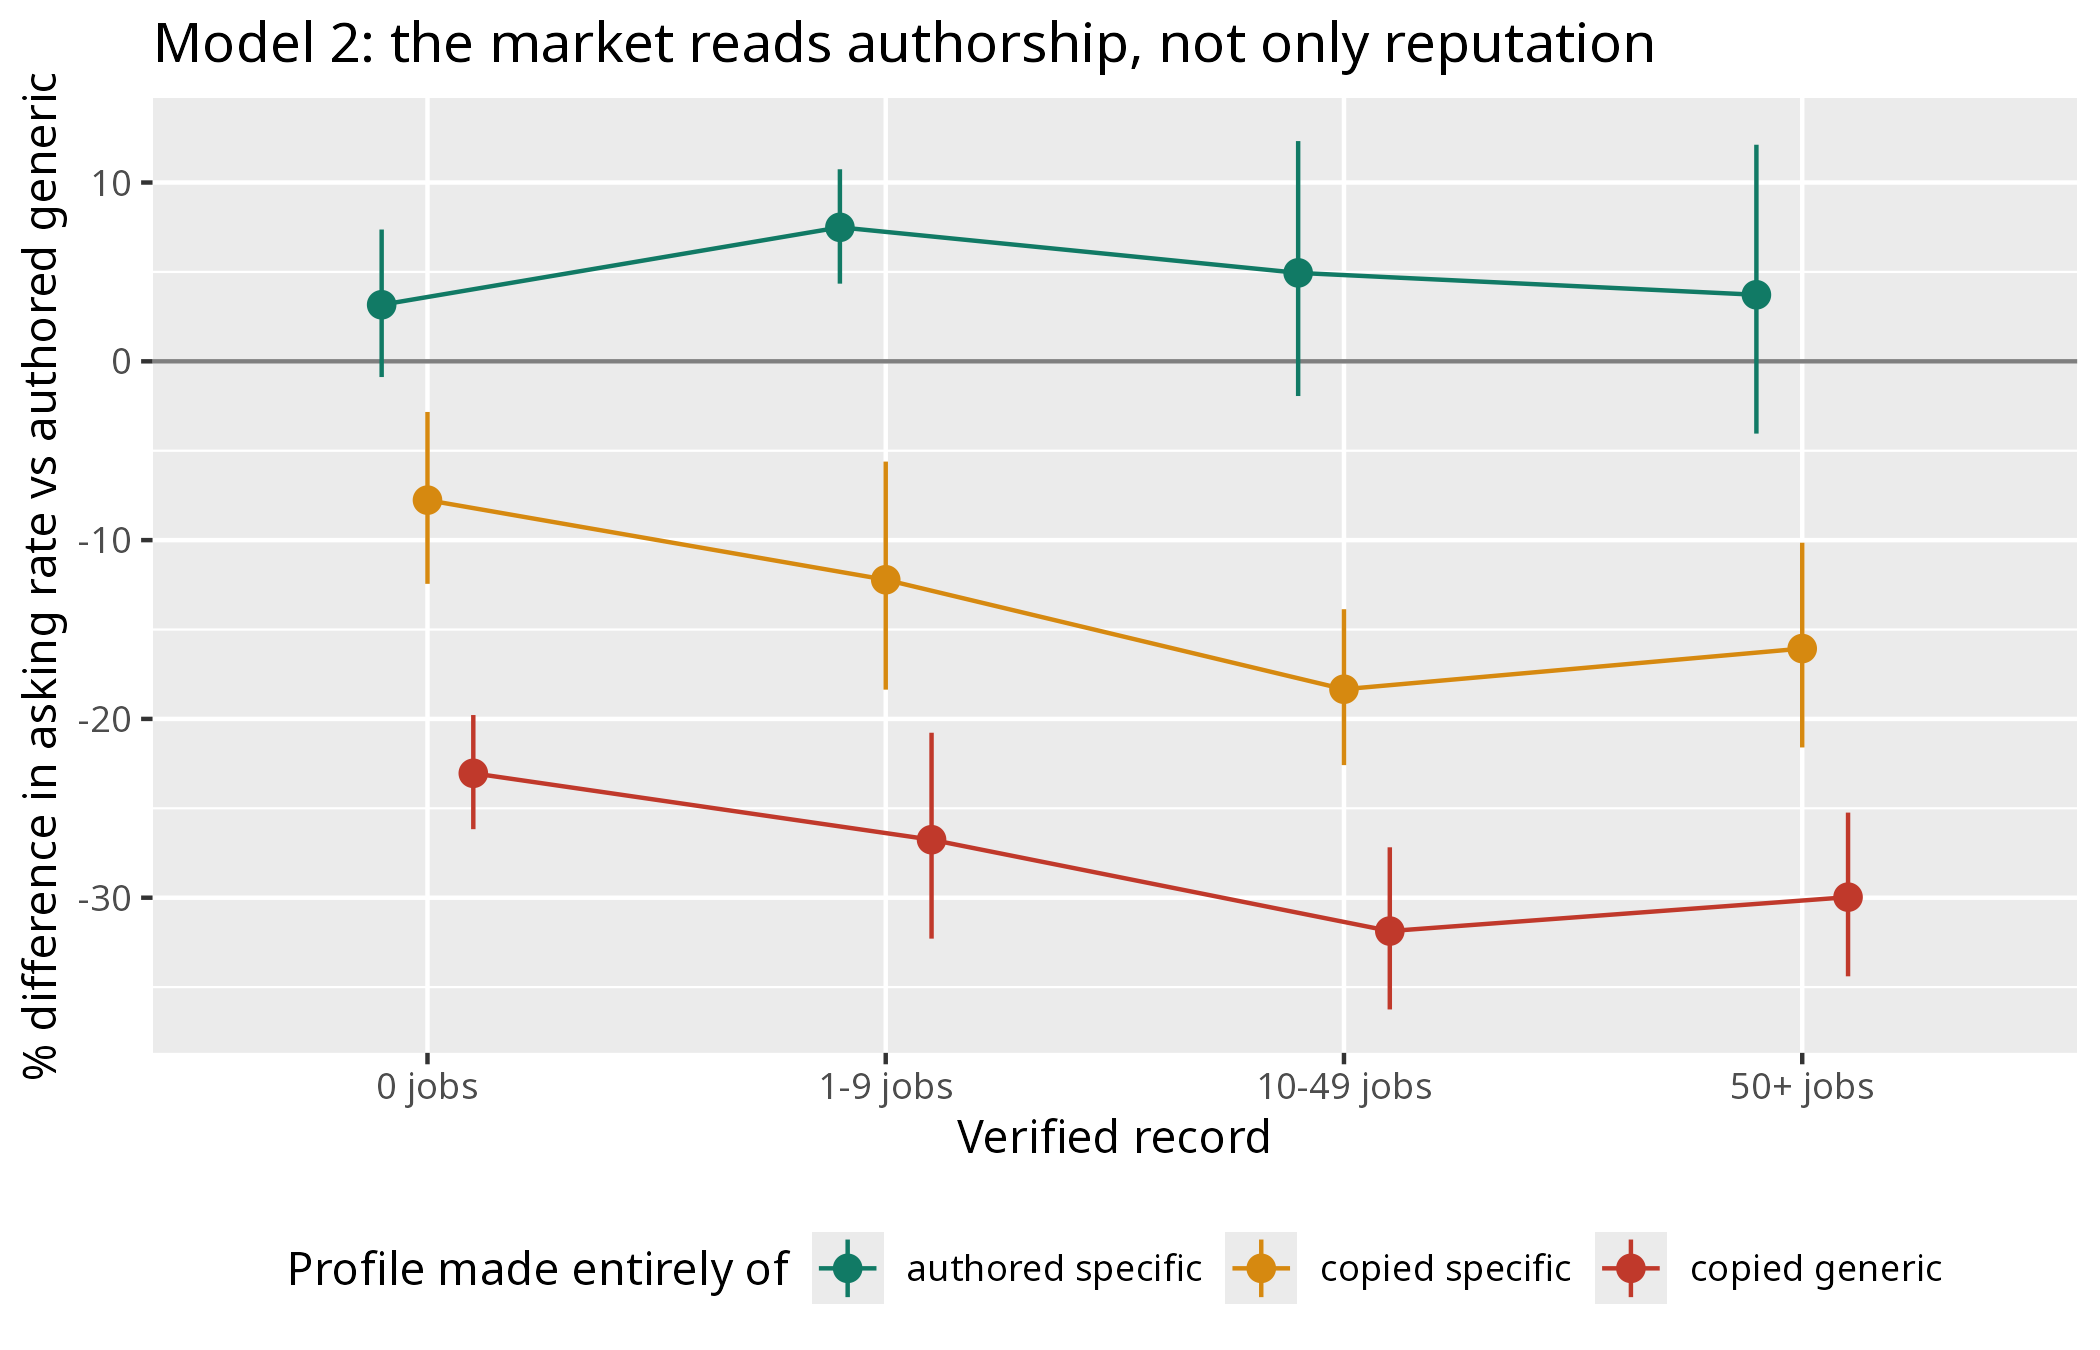 Model 2: the market reads authorship, not only reputation
% difference in asking rate vs authored generic
10
0
-10
-20
-30
0 jobs
1-9 jobs
10-49 jobs
50+ jobs
Verified record
Profile made entirely of
authored specific
copied specific
copied generic